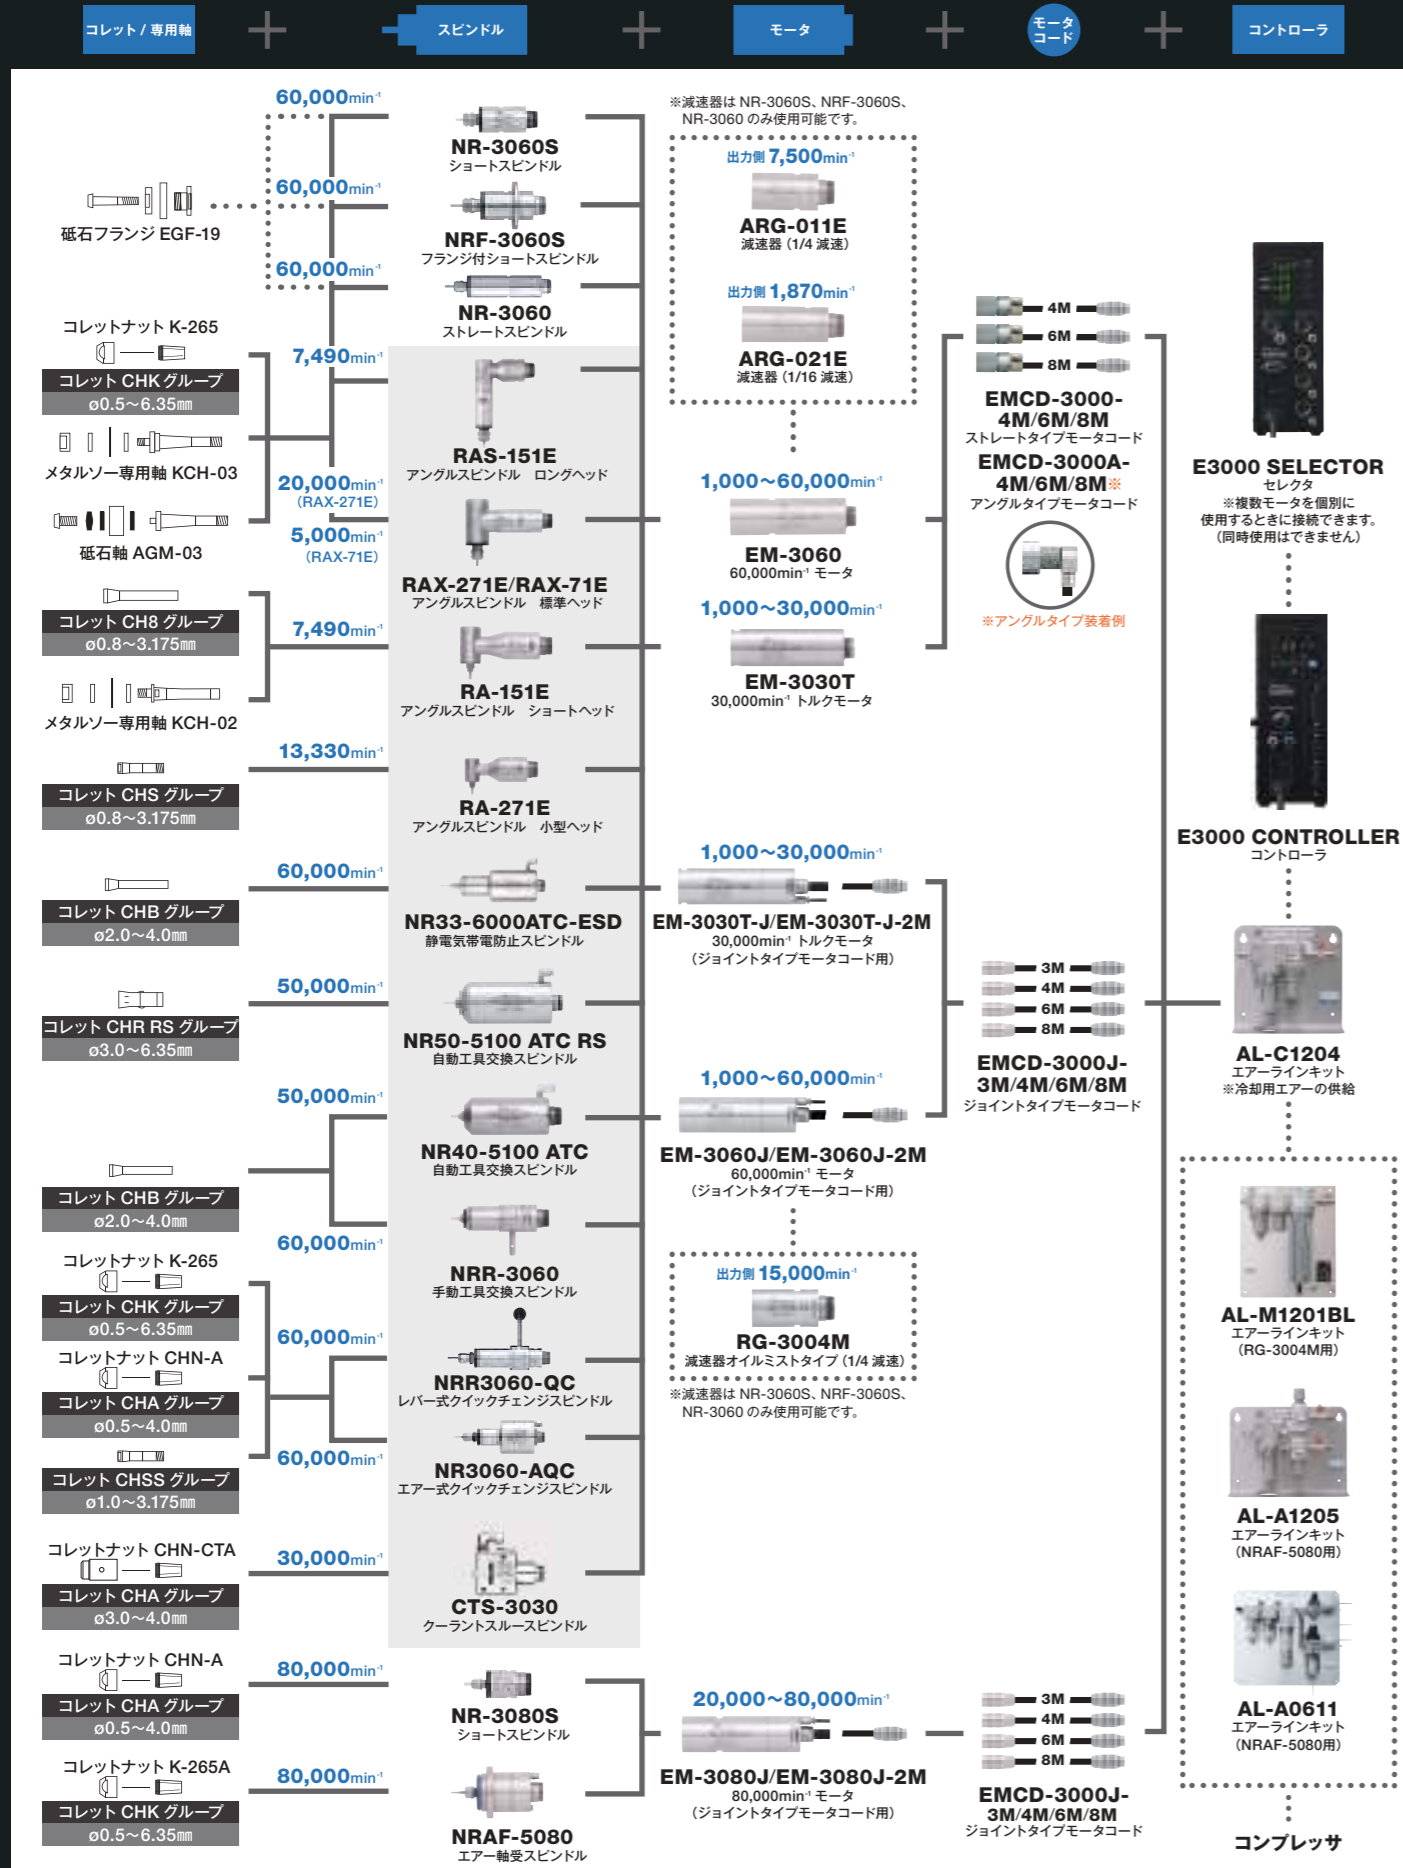 コレット / 専用軸
スピンドル
モータ
モータ
コード
コントローラ
60,000min⁻¹
NR-3060S
ショートスピンドル
60,000min⁻¹
砥石フランジ EGF-19
NRF-3060S
フランジ付ショートスピンドル
60,000min⁻¹
NR-3060
ストレートスピンドル
コレットナット K-265
コレット CHK グループ
ø0.5～6.35㎜
メタルソー専用軸 KCH-03
砥石軸 AGM-03
7,490min⁻¹
RAS-151E
アングルスピンドル ロングヘッド
20,000min⁻¹
(RAX-271E)
5,000min⁻¹
(RAX-71E)
RAX-271E/RAX-71E
アングルスピンドル 標準ヘッド
コレット CH8 グループ
ø0.8～3.175㎜
メタルソー専用軸 KCH-02
7,490min⁻¹
RA-151E
アングルスピンドル ショートヘッド
コレット CHS グループ
ø0.8～3.175㎜
13,330min⁻¹
RA-271E
アングルスピンドル 小型ヘッド
コレット CHB グループ
ø2.0～4.0㎜
60,000min⁻¹
NR33-6000ATC-ESD
静電気帯電防止スピンドル
コレット CHR RS グループ
ø3.0～6.35㎜
50,000min⁻¹
NR50-5100 ATC RS
自動工具交換スピンドル
50,000min⁻¹
NR40-5100 ATC
自動工具交換スピンドル
コレット CHB グループ
ø2.0～4.0㎜
60,000min⁻¹
NRR-3060
手動工具交換スピンドル
コレットナット K-265
コレット CHK グループ
ø0.5～6.35㎜
コレットナット CHN-A
コレット CHA グループ
ø0.5～4.0㎜
コレット CHSS グループ
ø1.0～3.175㎜
60,000min⁻¹
NRR3060-QC
レバー式クイックチェンジスピンドル
60,000min⁻¹
NR3060-AQC
エアー式クイックチェンジスピンドル
コレットナット CHN-CTA
コレット CHA グループ
ø3.0～4.0㎜
30,000min⁻¹
CTS-3030
クーラントスルースピンドル
コレットナット CHN-A
コレット CHA グループ
ø0.5～4.0㎜
80,000min⁻¹
NR-3080S
ショートスピンドル
コレットナット K-265A
コレット CHK グループ
ø0.5～6.35㎜
80,000min⁻¹
NRAF-5080
エアー軸受スピンドル
※減速器は NR-3060S、NRF-3060S、
NR-3060 のみ使用可能です。
出力側 7,500min⁻¹
ARG-011E
減速器 (1/4 減速)
出力側 1,870min⁻¹
ARG-021E
減速器 (1/16 減速)
1,000～60,000min⁻¹
EM-3060
60,000min⁻¹ モータ
1,000～30,000min⁻¹
EM-3030T
30,000min⁻¹ トルクモータ
1,000～30,000min⁻¹
EM-3030T-J/EM-3030T-J-2M
30,000min⁻¹ トルクモータ
(ジョイントタイプモータコード用)
1,000～60,000min⁻¹
EM-3060J/EM-3060J-2M
60,000min⁻¹ モータ
(ジョイントタイプモータコード用)
出力側 15,000min⁻¹
RG-3004M
減速器オイルミストタイプ (1/4 減速)
※減速器は NR-3060S、NRF-3060S、
NR-3060 のみ使用可能です。
20,000～80,000min⁻¹
EM-3080J/EM-3080J-2M
80,000min⁻¹ モータ
(ジョイントタイプモータコード用)
4M
6M
8M
EMCD-3000-
4M/6M/8M
ストレートタイプモータコード
EMCD-3000A-
4M/6M/8M※
アングルタイプモータコード
※アングルタイプ装着例
3M
4M
6M
8M
EMCD-3000J-
3M/4M/6M/8M
ジョイントタイプモータコード
3M
4M
6M
8M
EMCD-3000J-
3M/4M/6M/8M
ジョイントタイプモータコード
E3000 SELECTOR
セレクタ
※複数モータを個別に
使用するときに接続できます。
(同時使用はできません)
E3000 CONTROLLER
コントローラ
AL-C1204
エアーラインキット
※冷却用エアーの供給
AL-M1201BL
エアーラインキット
(RG-3004M用)
AL-A1205
エアーラインキット
(NRAF-5080用)
AL-A0611
エアーラインキット
(NRAF-5080用)
コンプレッサ